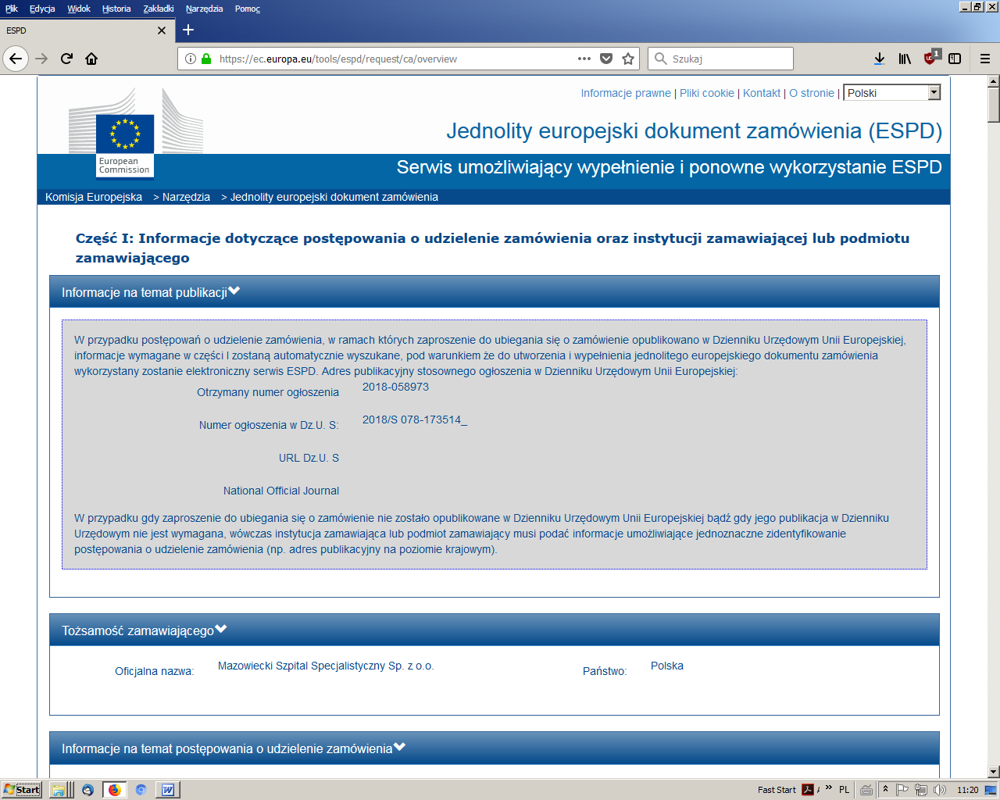 Plik Edycja Widok Historia Zakładki Narzędzia Pomoc
ESPD
https://ec.europa.eu/tools/espd/request/ca/overview
Szukaj
1
Informacje prawne | Pliki cookie | Kontakt | O stronie | Polski
Jednolity europejski dokument zamówienia (ESPD)
European
Commission
Serwis umożliwiający wypełnienie i ponowne wykorzystanie ESPD
Komisja Europejska > Narzędzia > Jednolity europejski dokument zamówienia
Część I: Informacje dotyczące postępowania o udzielenie zamówienia oraz instytucji zamawiającej lub podmiotu
zamawiającego
Informacje na temat publikacji
W przypadku postępowań o udzielenie zamówienia, w ramach których zaproszenie do ubiegania się o zamówienie opublikowano w Dzienniku Urzędowym Unii Europejskiej,
informacje wymagane w części I zostaną automatycznie wyszukane, pod warunkiem że do utworzenia i wypełnienia jednolitego europejskiego dokumentu zamówienia
wykorzystany zostanie elektroniczny serwis ESPD. Adres publikacyjny stosownego ogłoszenia w Dzienniku Urzędowym Unii Europejskiej:
Otrzymany numer ogłoszenia 2018-058973
Numer ogłoszenia w Dz.U. S: 2018/S 078-173514_
URL Dz.U. S
National Official Journal
W przypadku gdy zaproszenie do ubiegania się o zamówienie nie zostało opublikowane w Dzienniku Urzędowym Unii Europejskiej bądź gdy jego publikacja w Dzienniku
Urzędowym nie jest wymagana, wówczas instytucja zamawiająca lub podmiot zamawiający musi podać informacje umożliwiające jednoznaczne zidentyfikowanie
postępowania o udzielenie zamówienia (np. adres publikacyjny na poziomie krajowym).
Tożsamość zamawiającego
Oficjalna nazwa: Mazowiecki Szpital Specjalistyczny Sp. z o.o. Państwo: Polska
Informacje na temat postępowania o udzielenie zamówienia
Start Fast Start PL 11:20